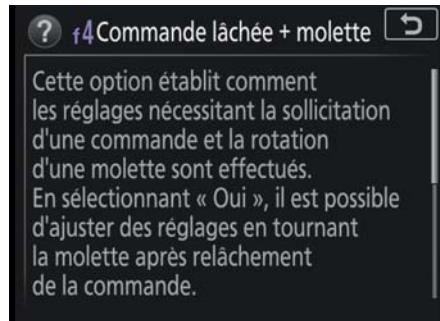 ? f4 Commande lâchée + molette
Cette option établit comment
les réglages nécessitant la sollicitation
d'une commande et la rotation
d'une molette sont effectués.
En sélectionnant « Oui », il est possible
d'ajuster des réglages en tournant
la molette après relâchement
de la commande.